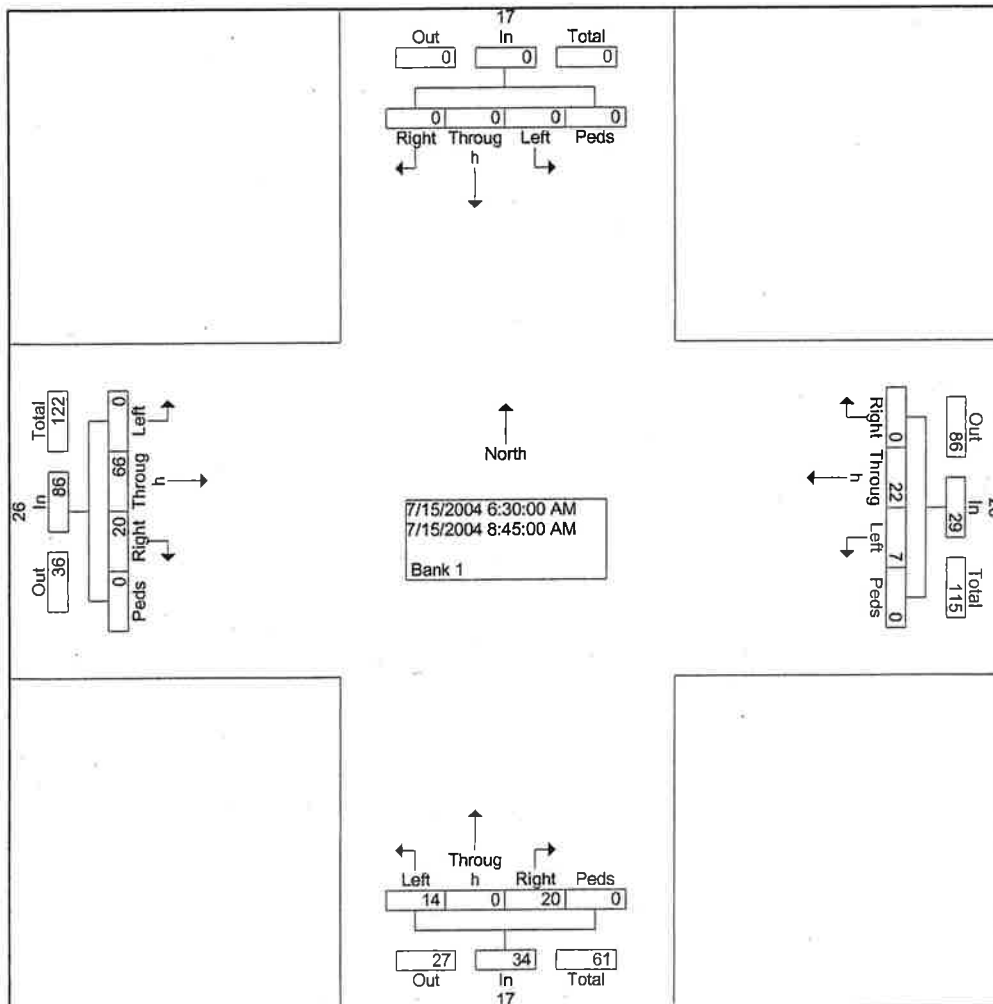 17
Out In Total
0 0 0
0 0 0 0
Right Throug
h Left Peds
Total 122
In 86
Out 36
26
0 66 20 0
Left Throug
h Right Peds
North
7/15/2004 6:30:00 AM
7/15/2004 8:45:00 AM
Bank 1
Right Throug
h Left Peds
0 22 7 0
Out 86
In 29
Total 115
Left Throug
h Right Peds
14 0 20 0
27 34 61
Out In Total
17